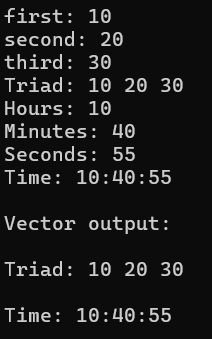 first: 10
second: 20
third: 30
Triad: 10 20 30
Hours: 10
Minutes: 40
Seconds: 55
Time: 10:40:55
Vector output:
Triad: 10 20 30
Time: 10:40:55